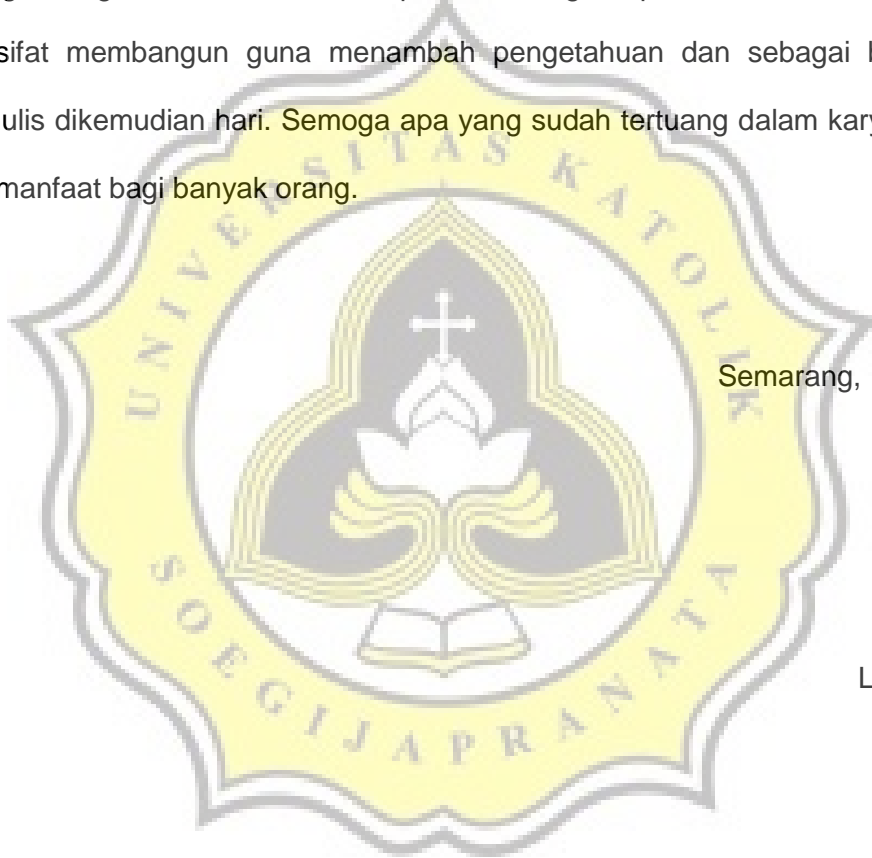 sifat membangun guna menambah pengetahuan dan sebagai b
ulis dikemudian hari. Semoga apa yang sudah tertuang dalam kary
manfaat bagi banyak orang.
UNIVERSITAS KATOLIK
Semarang,
L
SOEGIJAPRANATA